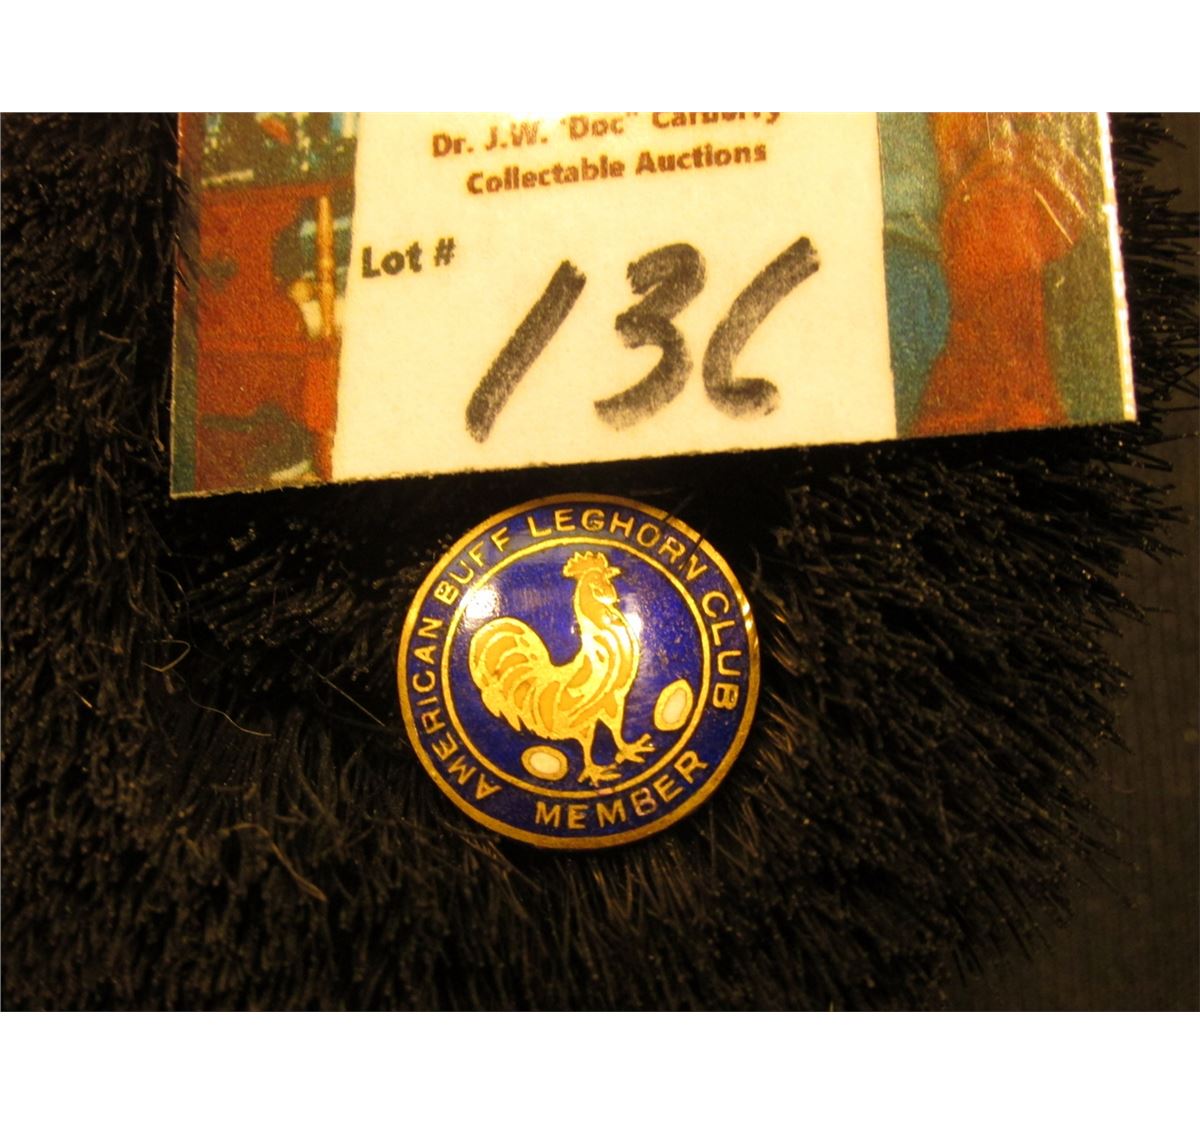 Dr. J.W. "Doc" Carberry
Collectable Auctions
Lot # 136
AMERICAN BUFF LEGHORN CLUB
MEMBER